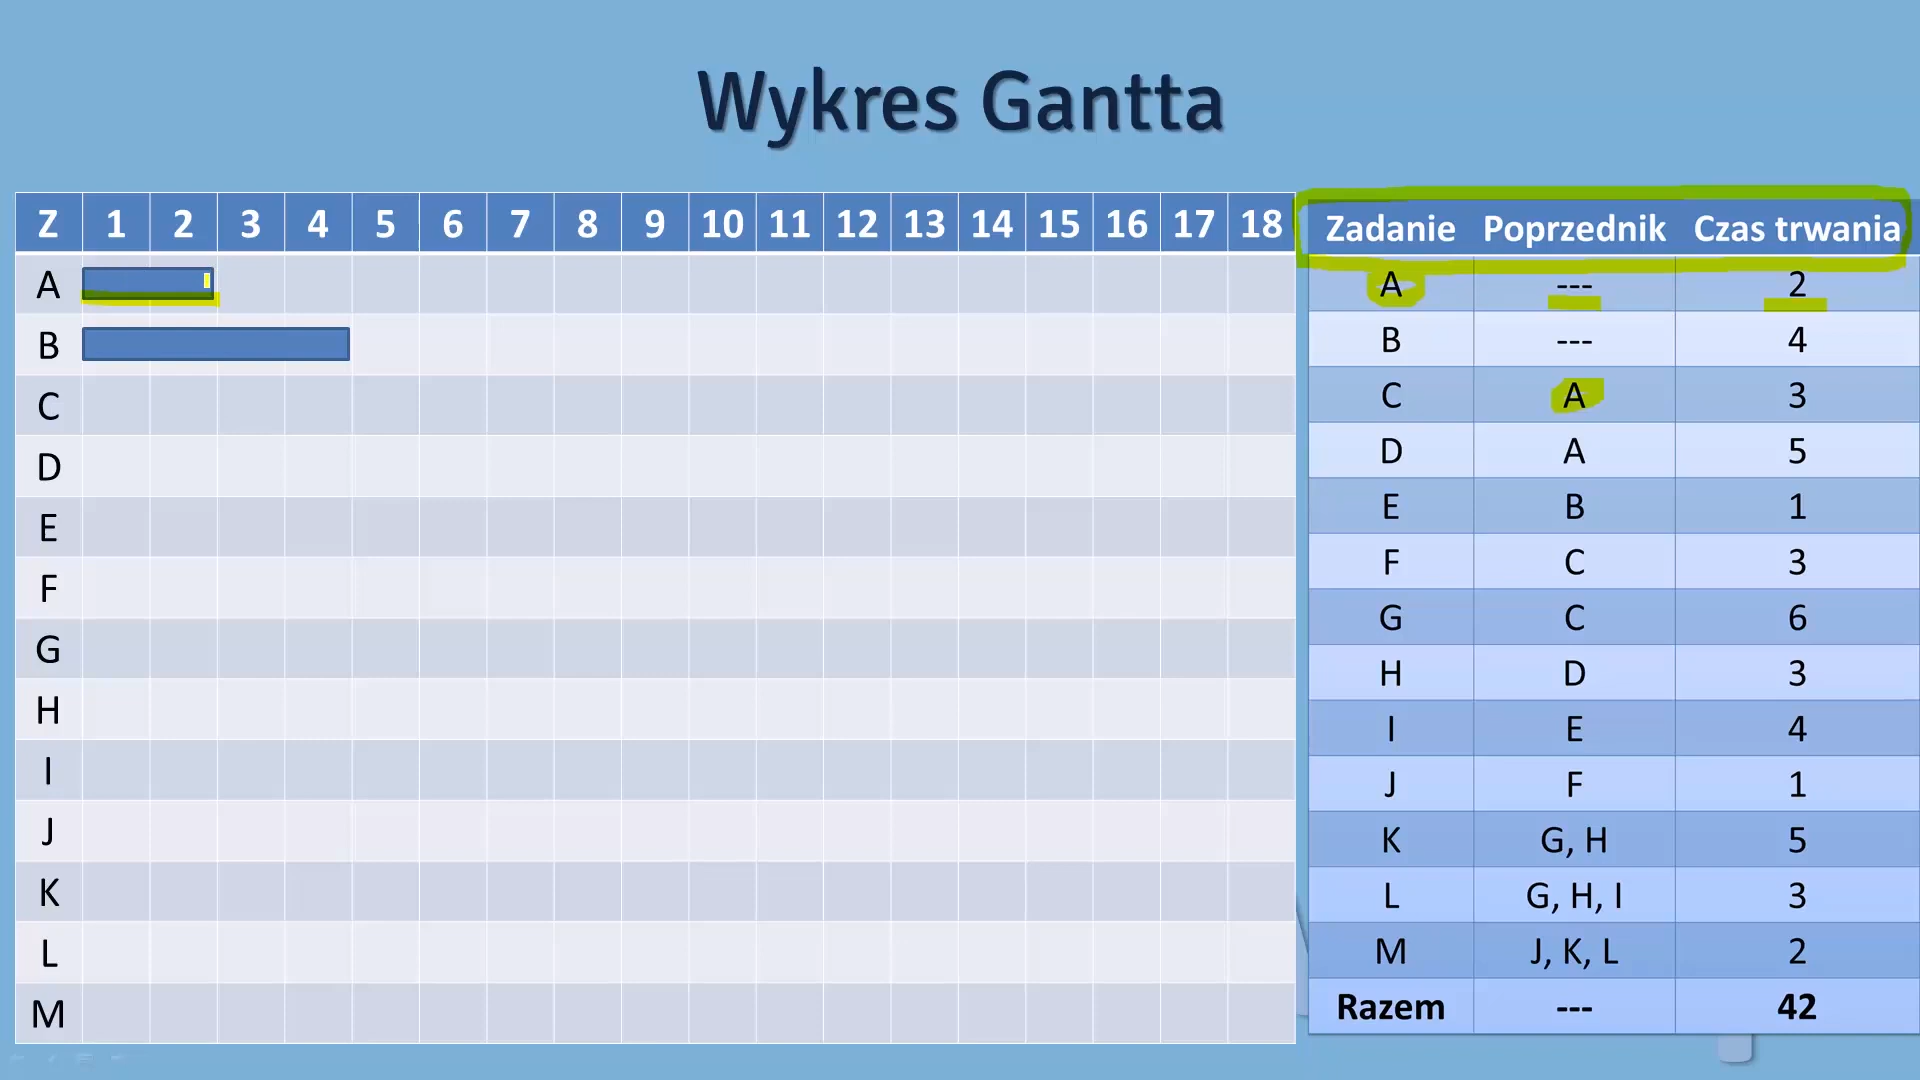 Wykres Gantta
Z 1 2 3 4 5 6 7 8 9 10 11 12 13 14 15 16 17 18
A
B
C
D
E
F
G
H
I
J
K
L
M
Zadanie Poprzednik Czas trwania
A --- 2
B --- 4
C A 3
D A 5
E B 1
F C 3
G C 6
H D 3
I E 4
J F 1
K G, H 5
L G, H, I 3
M J, K, L 2
Razem --- 42